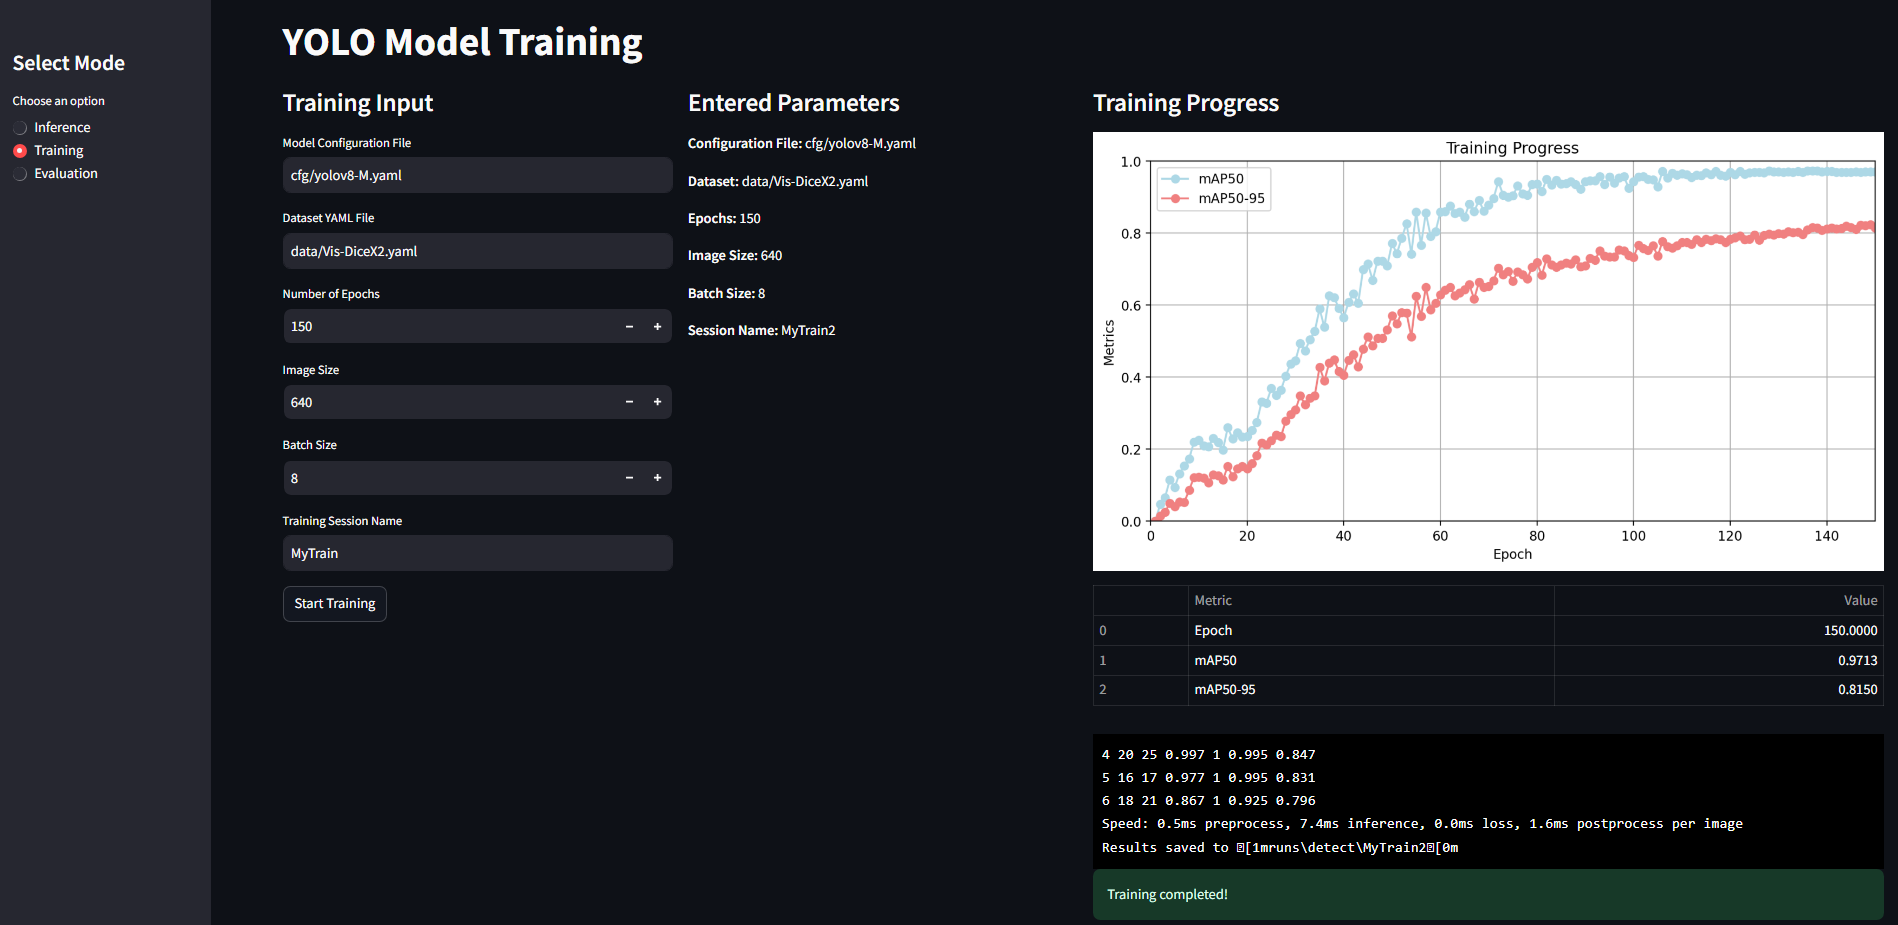 Select Mode
Choose an option
Inference
Training
Evaluation
YOLO Model Training
Training Input
Model Configuration File
cfg/yolov8-M.yaml
Dataset YAML File
data/Vis-DiceX2.yaml
Number of Epochs
150 − +
Image Size
640 − +
Batch Size
8 − +
Training Session Name
MyTrain
Start Training
Entered Parameters
Configuration File: cfg/yolov8-M.yaml
Dataset: data/Vis-DiceX2.yaml
Epochs: 150
Image Size: 640
Batch Size: 8
Session Name: MyTrain2
Training Progress
Training Progress
mAP50
mAP50-95
Metrics
1.0
0.8
0.6
0.4
0.2
0.0
0 20 40 60 80 100 120 140
Epoch
Metric Value
0 Epoch 150.0000
1 mAP50 0.9713
2 mAP50-95 0.8150
4 20 25 0.997 1 0.995 0.847
5 16 17 0.977 1 0.995 0.831
6 18 21 0.867 1 0.925 0.796
Speed: 0.5ms preprocess, 7.4ms inference, 0.0ms loss, 1.6ms postprocess per image
Results saved to [1mruns\detect\MyTrain2[0m
Training completed!